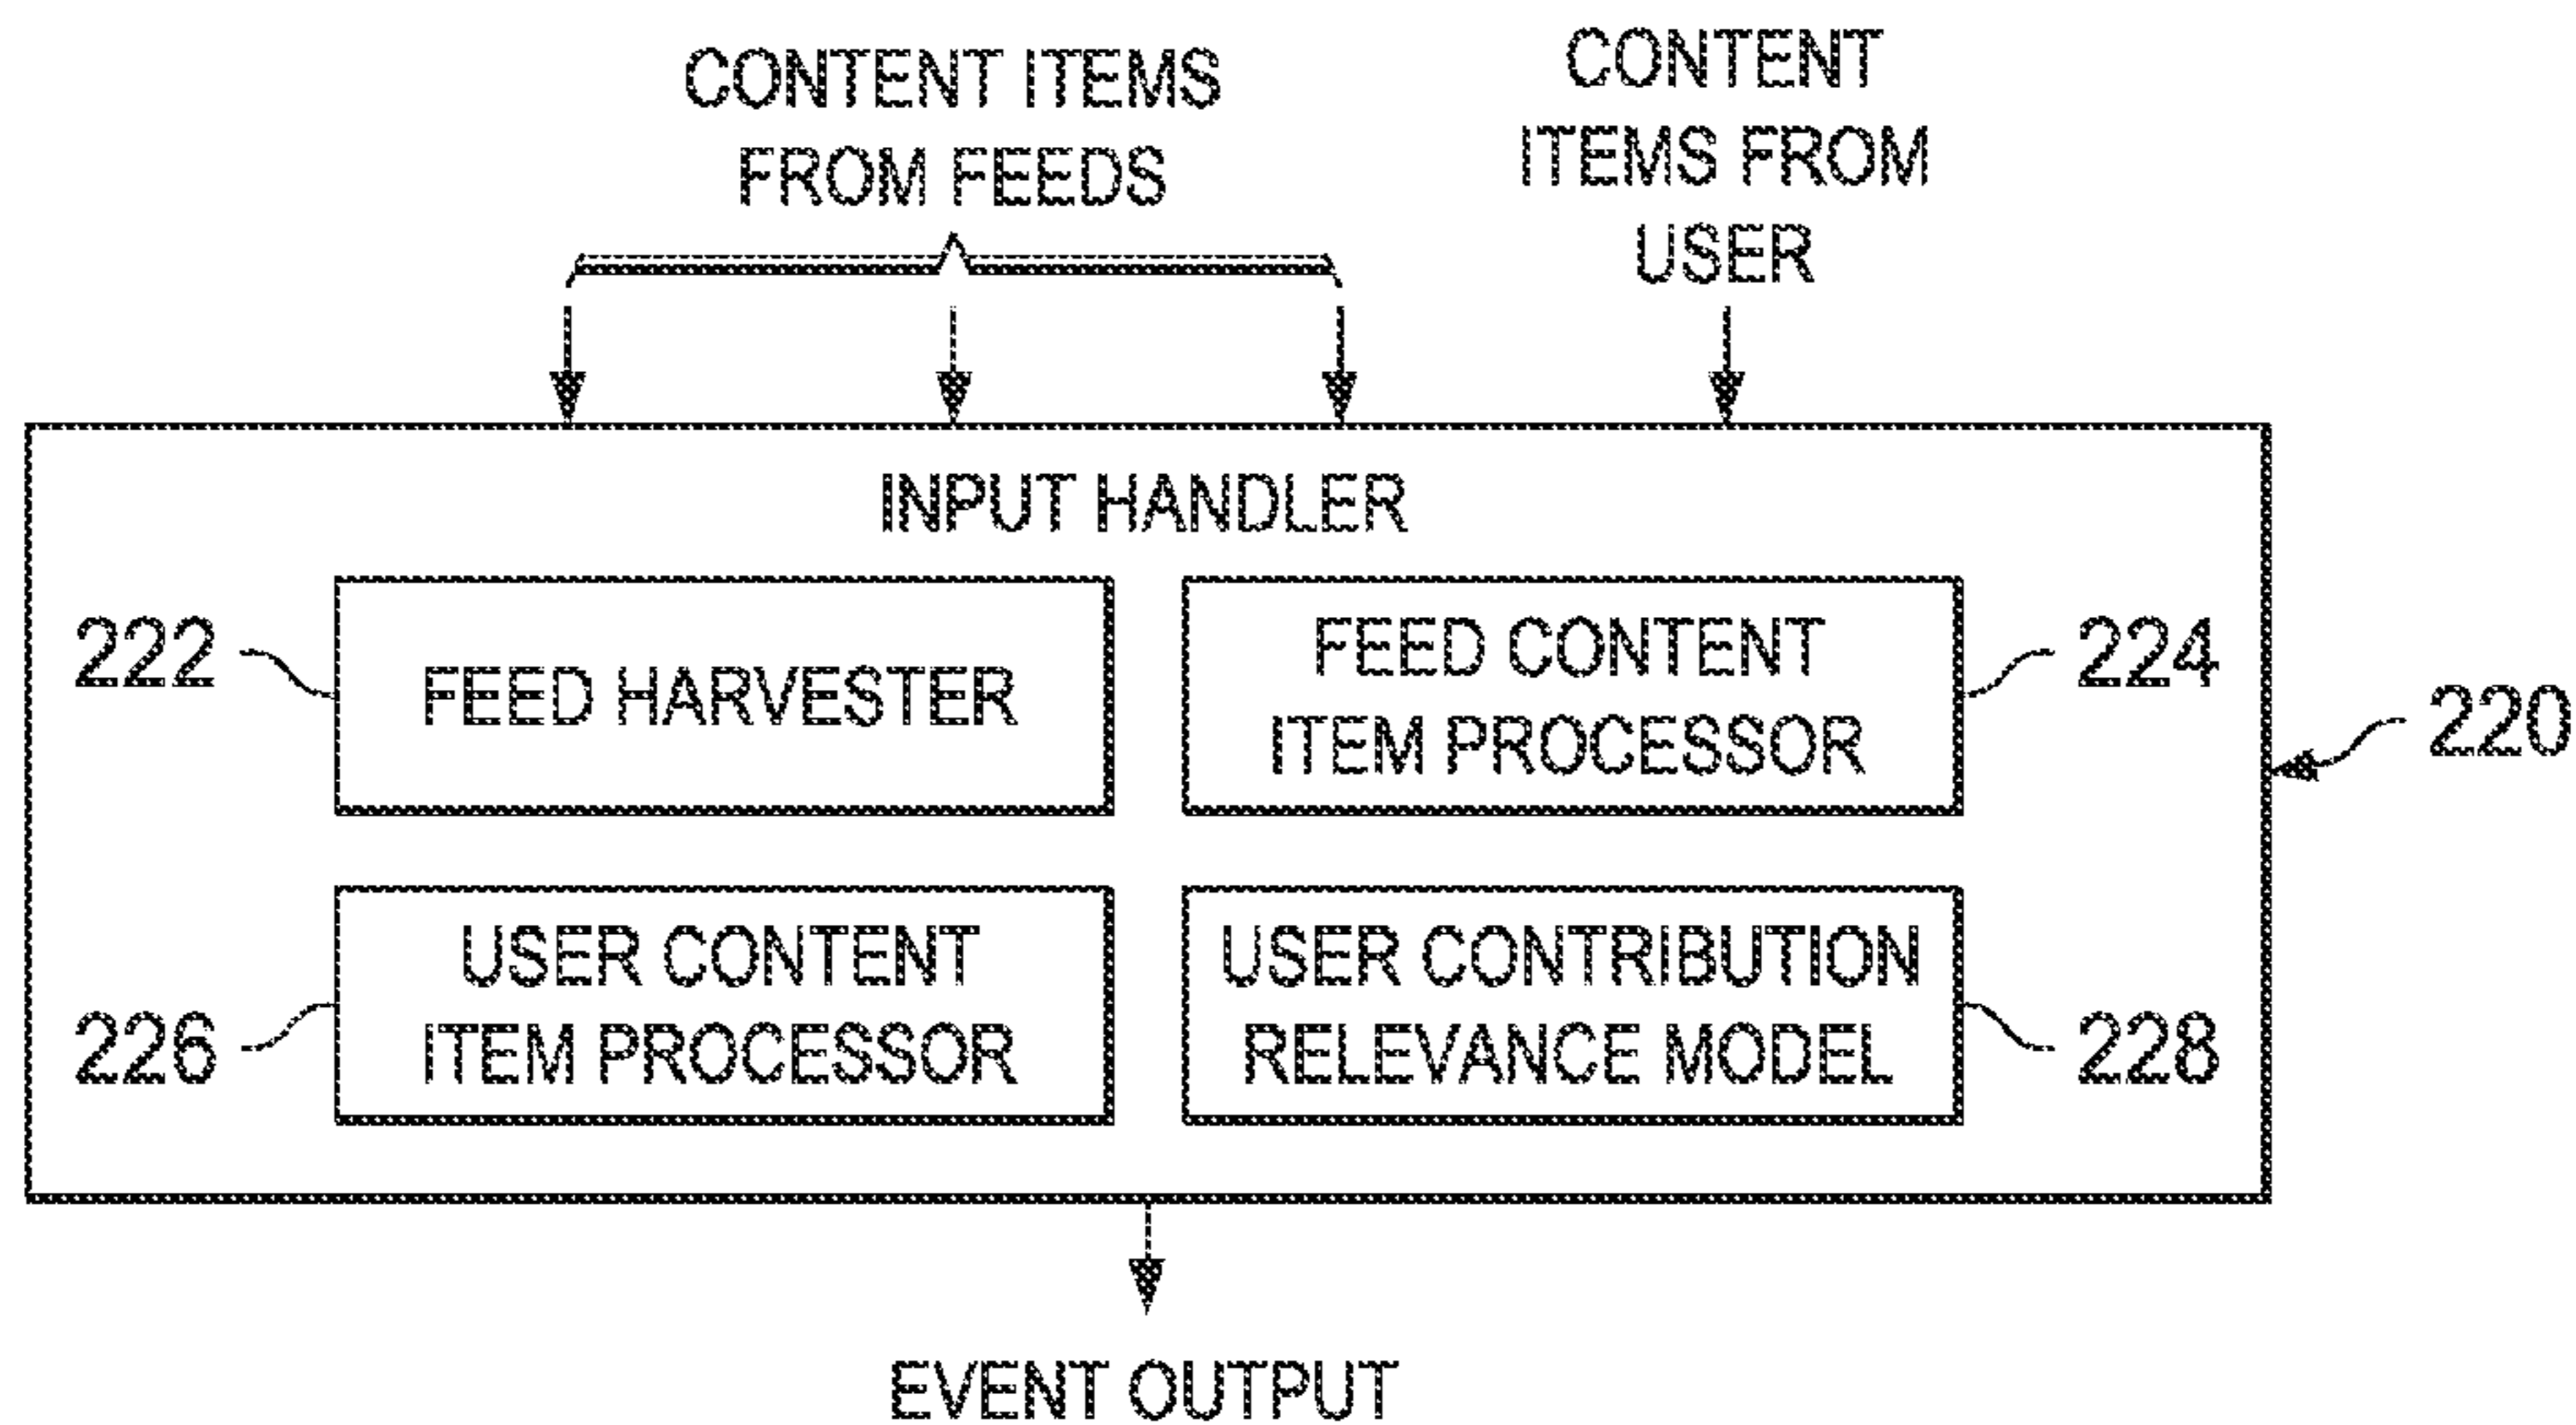 CONTENT ITEMS
FROM FEEDS
CONTENT
ITEMS FROM
USER
INPUT HANDLER
222
FEED HARVESTER
FEED CONTENT
ITEM PROCESSOR
224
220
226
USER CONTENT
ITEM PROCESSOR
USER CONTRIBUTION
RELEVANCE MODEL
228
EVENT OUTPUT